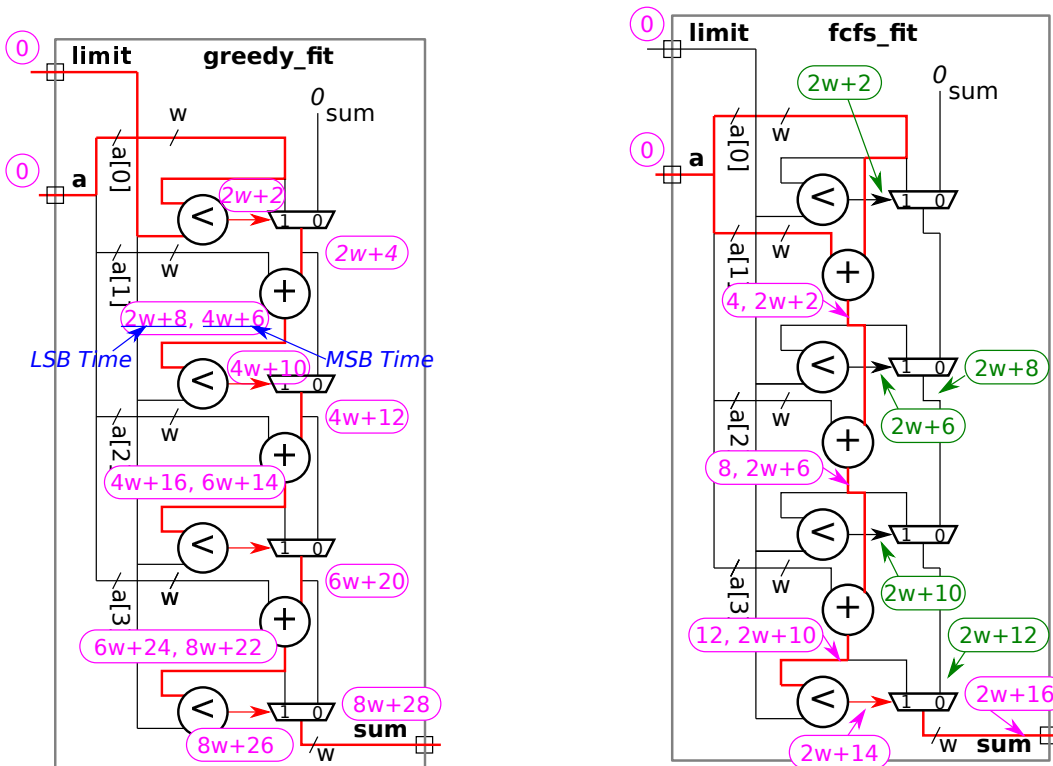 0
limit
greedy_fit
0
sum
w
a[0]
0
a
<
2w+2
1 0
2w+4
w
a[1]
+
2w+8, 4w+6
LSB Time
MSB Time
<
4w+10
1 0
4w+12
w
a[2
+
4w+16, 6w+14
<
1 0
6w+20
w
a[3
+
6w+24, 8w+22
<
1 0
8w+28
8w+26
sum
w
0
limit
fcfs_fit
2w+2
0
sum
w
a[0]
0
a
<
1 0
w
a[1
+
4, 2w+2
<
1 0
2w+8
2w+6
w
a[2
+
8, 2w+6
<
1 0
2w+10
w
a[3
+
12, 2w+10
2w+12
<
1 0
2w+16
w
sum
2w+14